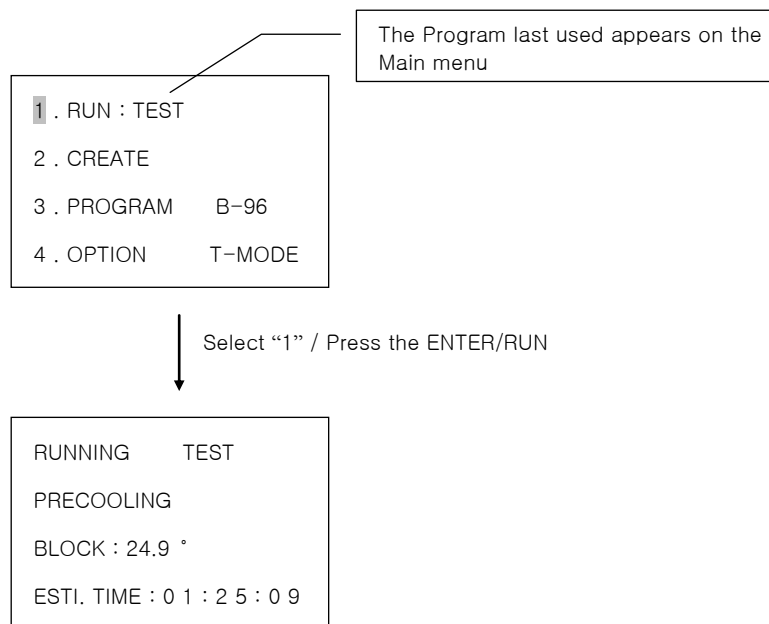 The Program last used appears on the
Main menu
1 . RUN : TEST
2 . CREATE
3 . PROGRAM B-96
4 . OPTION T-MODE
Select “1” / Press the ENTER/RUN
RUNNING TEST
PRECOOLING
BLOCK : 24.9 °
ESTI. TIME : 0 1 : 2 5 : 0 9